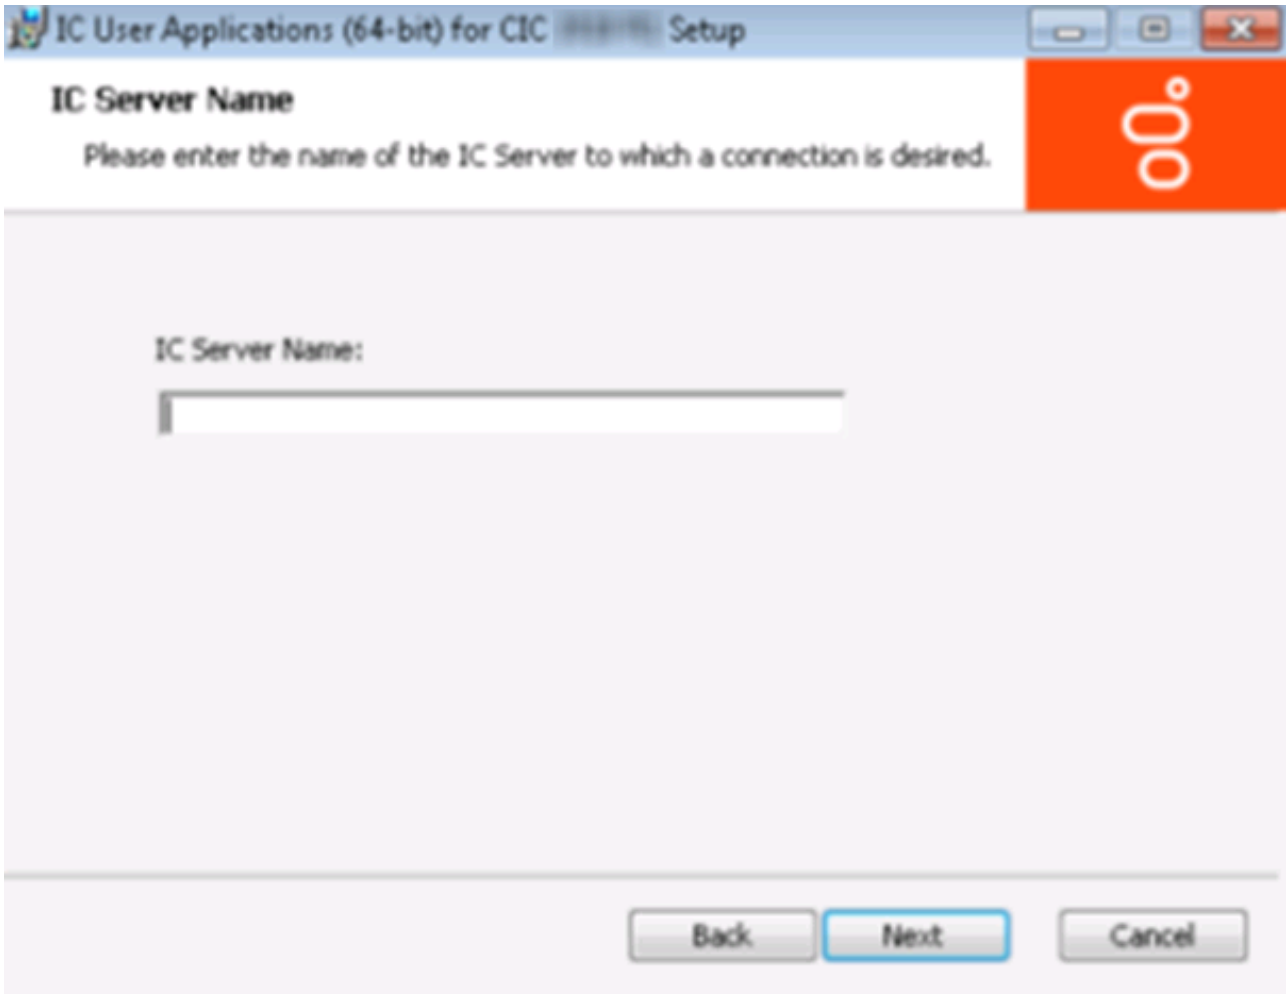 IC User Applications (64-bit) for CIC Setup
IC Server Name
Please enter the name of the IC Server to which a connection is desired.
IC Server Name:
Back Next Cancel